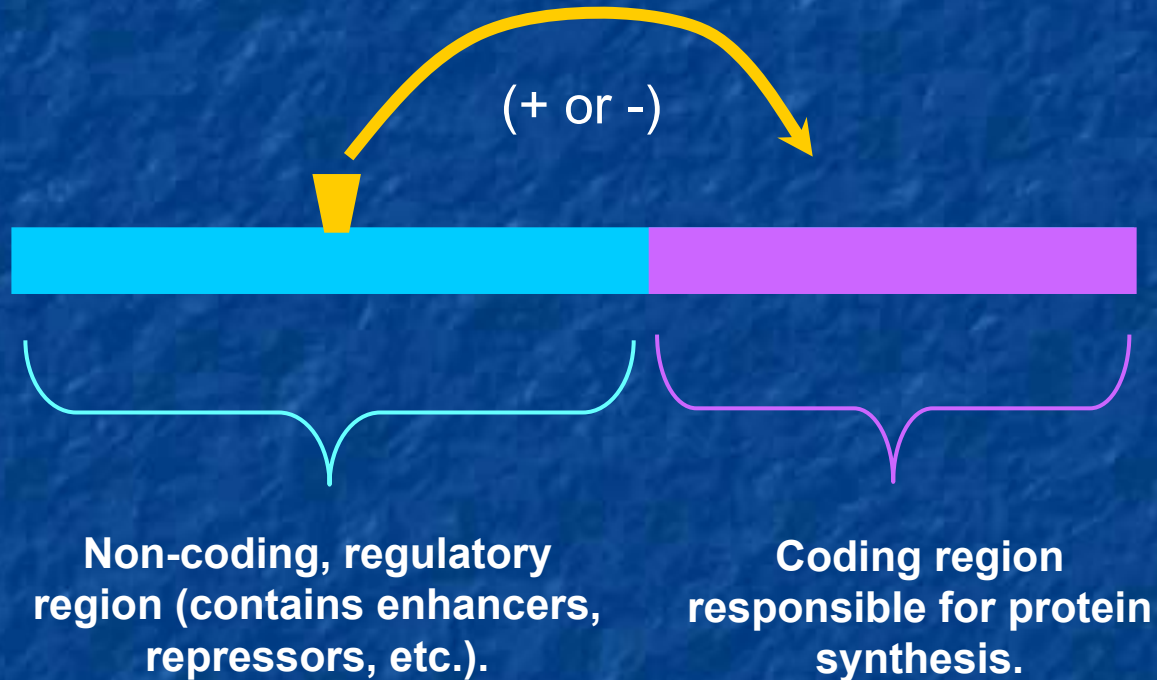 (+ or -)
Non-coding, regulatory
region (contains enhancers,
repressors, etc.).
Coding region
responsible for protein
synthesis.